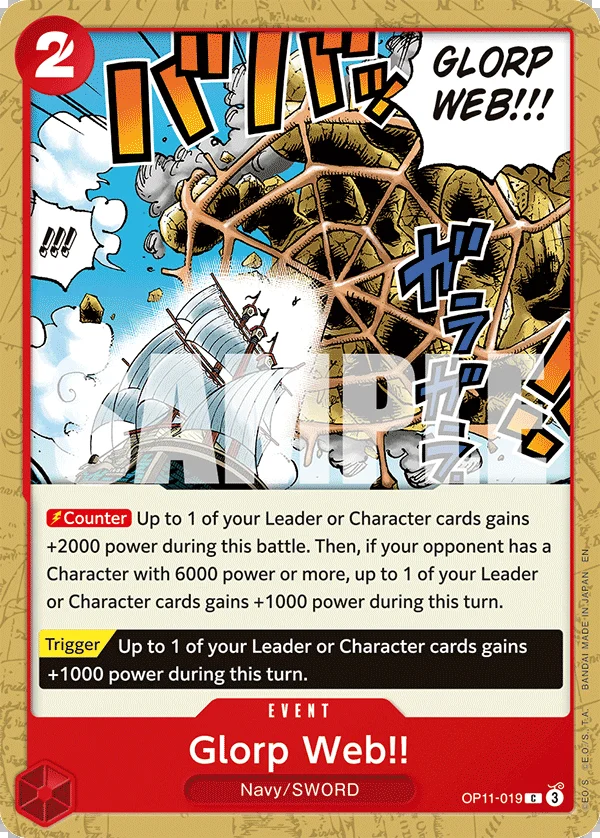 2
ババババッ
GLORP
WEB!!!
!!!
ガラガラ
!!
SAMPLE
Counter Up to 1 of your Leader or Character cards gains
+2000 power during this battle. Then, if your opponent has a
Character with 6000 power or more, up to 1 of your Leader
or Character cards gains +1000 power during this turn.
Trigger Up to 1 of your Leader or Character cards gains
+1000 power during this turn.
EVENT
Glorp Web!!
Navy/SWORD
OP11-019 C 3
©E.O.S. ©E.O.S.,T.A. BANDAI MADE IN JAPAN EN